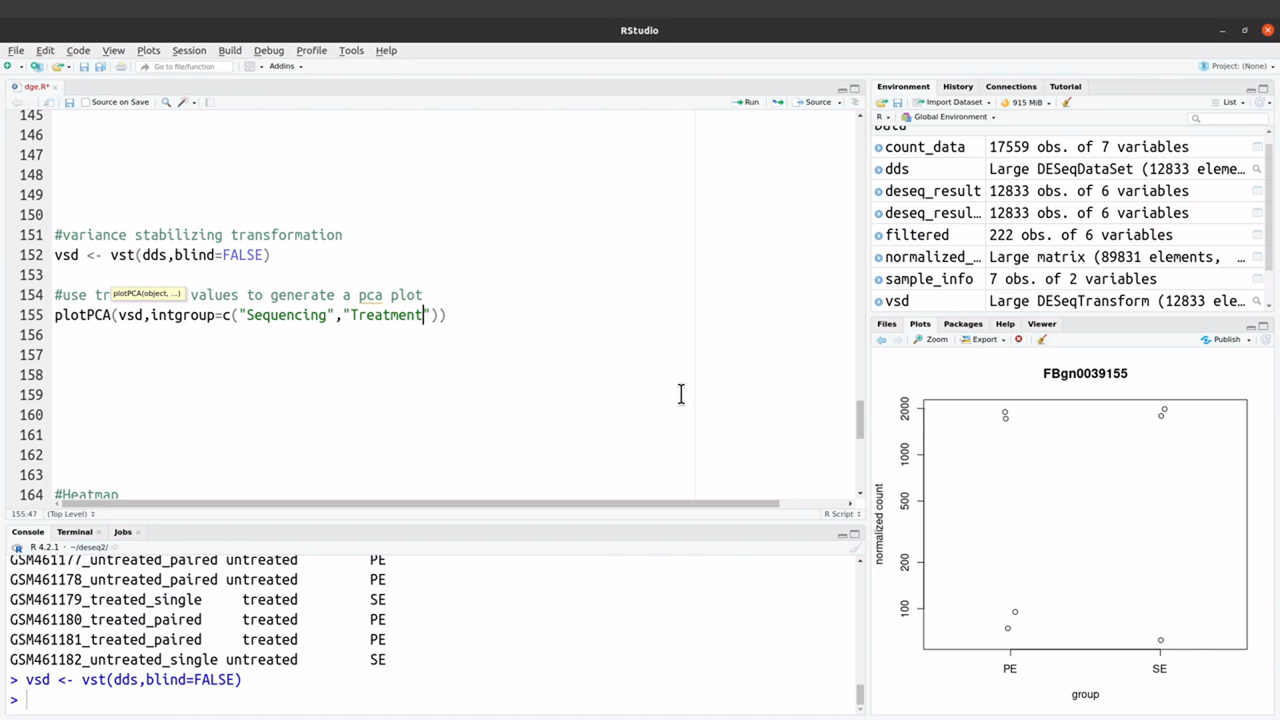 RStudio
File Edit Code View Plots Session Build Debug Profile Tools Help
Go to file/function Addins Project: (None)
dge.R*
Source on Save Run Source
145
146
147
148
149
150
151 #variance stabilizing transformation
152 vsd <- vst(dds,blind=FALSE)
153
154 #use tr plotPCA(object, ...) values to generate a pca plot
155 plotPCA(vsd,intgroup=c("Sequencing","Treatment"))
156
157
158
159
160
161
162
163
164 #Heatmap
155:47 (Top Level) R Script
Console Terminal Jobs
R 4.2.1 · ~/deseq2/
GSM461177_untreated_paired untreated PE
GSM461178_untreated_paired untreated PE
GSM461179_treated_single treated SE
GSM461180_treated_paired treated PE
GSM461181_treated_paired treated PE
GSM461182_untreated_single untreated SE
> vsd <- vst(dds,blind=FALSE)
>
Environment History Connections Tutorial
Import Dataset 915 MiB List
R Global Environment
Data
count_data 17559 obs. of 7 variables
dds Large DESeqDataSet (12833 eleme...
deseq_result 12833 obs. of 6 variables
deseq_resul... 12833 obs. of 6 variables
filtered 222 obs. of 6 variables
normalized_... Large matrix (89831 elements, ...
sample_info 7 obs. of 2 variables
vsd Large DESeqTransform (12833 ele...
Files Plots Packages Help Viewer
Zoom Export Publish
FBgn0039155
normalized count
2000
1000
500
200
100
PE SE
group